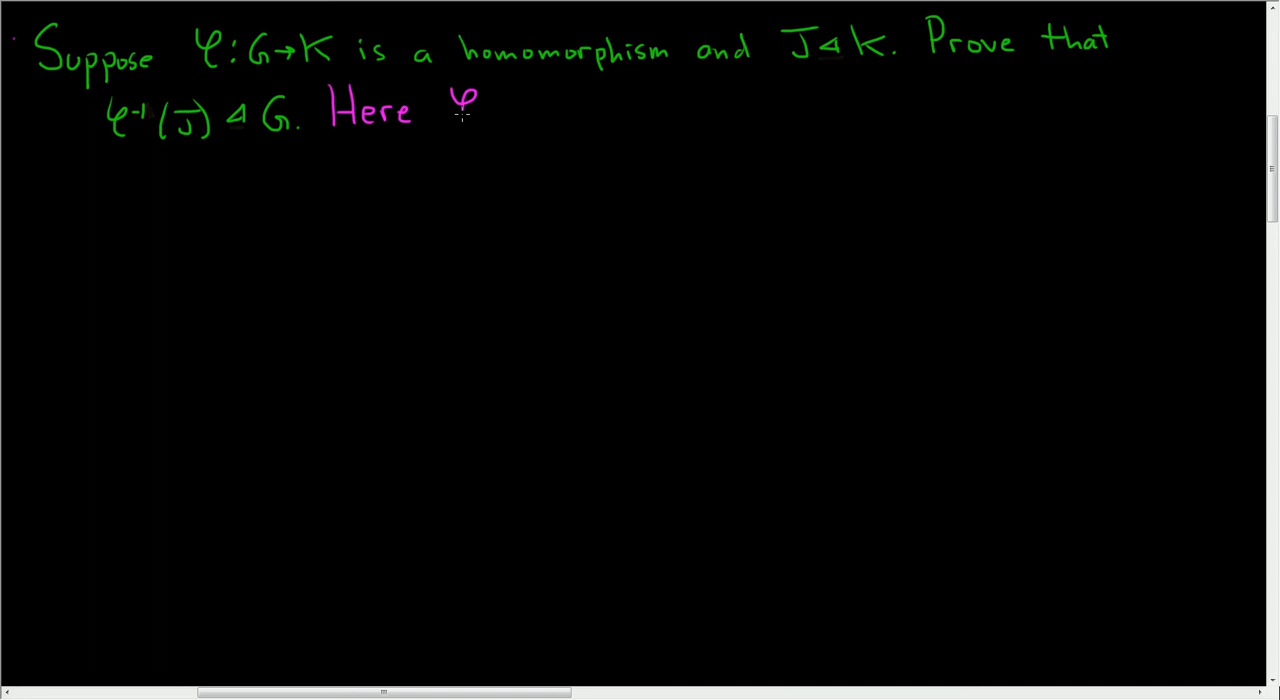 Suppose φ: G→K is a homomorphism and J ⊲ K. Prove that
φ⁻¹(J) ⊲ G. Here φ